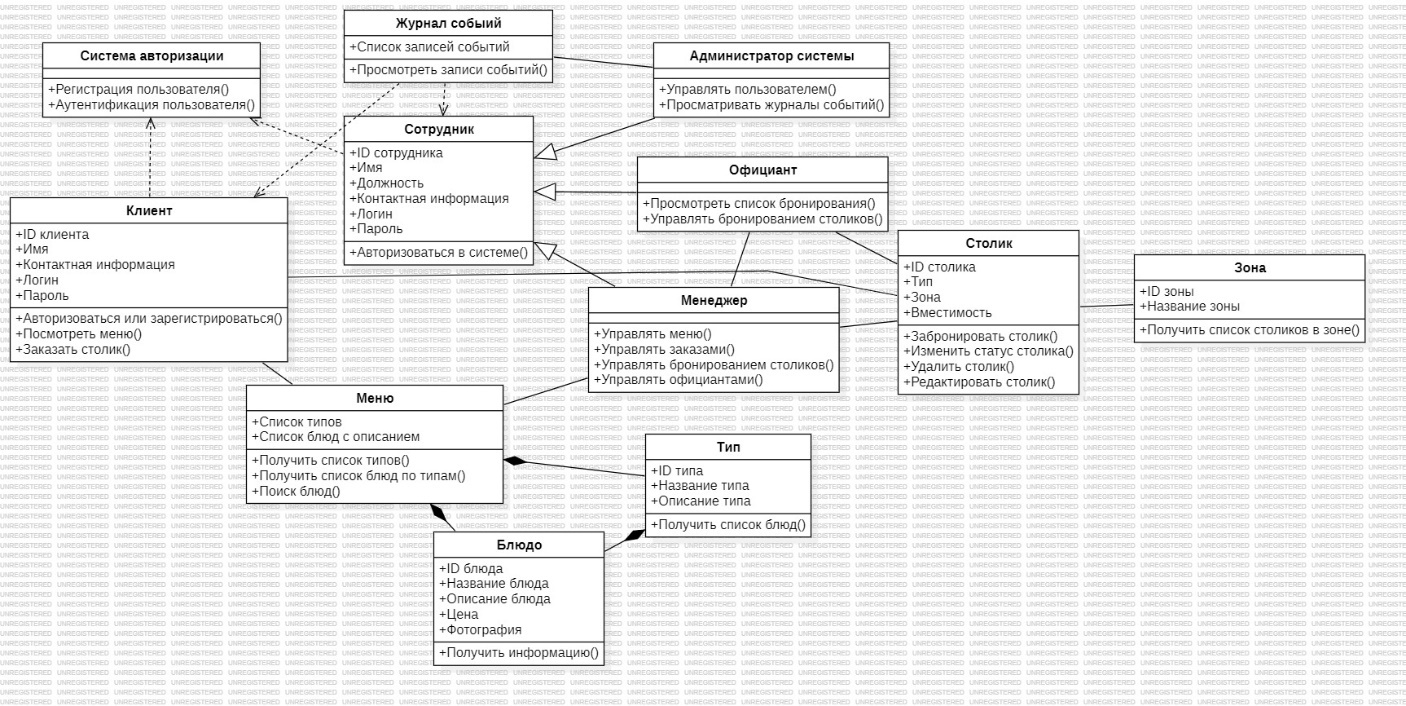 Журнал собыий
+Список записей событий
+Просмотреть записи событий()
Система авторизации
+Регистрация пользователя()
+Аутентификация пользователя()
Администратор системы
+Управлять пользователем()
+Просматривать журналы событий()
Сотрудник
+ID сотрудника
+Имя
+Должность
+Контактная информация
+Логин
+Пароль
+Авторизоваться в системе()
Официант
+Просмотреть список бронирования()
+Управлять бронированием столиков()
Клиент
+ID клиента
+Имя
+Контактная информация
+Логин
+Пароль
+Авторизоваться или зарегистрироваться()
+Посмотреть меню()
+Заказать столик()
Столик
+ID столика
+Тип
+Зона
+Вместимость
+Забронировать столик()
+Изменить статус столика()
+Удалить столик()
+Редактировать столик()
Зона
+ID зоны
+Название зоны
+Получить список столиков в зоне()
Менеджер
+Управлять меню()
+Управлять заказами()
+Управлять бронированием столиков()
+Управлять официантами()
Меню
+Список типов
+Список блюд с описанием
+Получить список типов()
+Получить список блюд по типам()
+Поиск блюд()
Тип
+ID типа
+Название типа
+Описание типа
+Получить список блюд()
Блюдо
+ID блюда
+Название блюда
+Описание блюда
+Цена
+Фотография
+Получить информацию()
UNREGISTERED